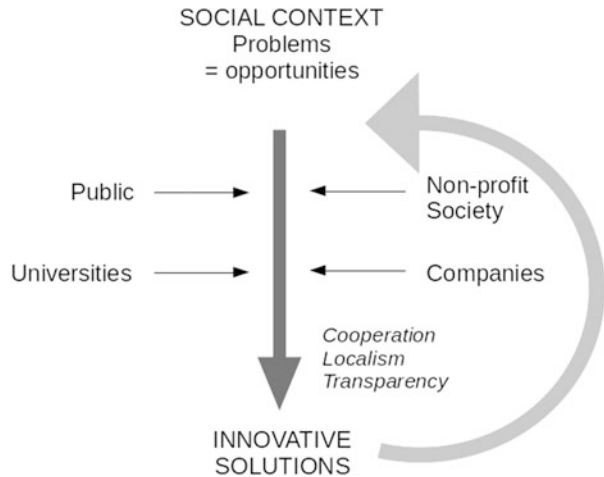 SOCIAL CONTEXT
Problems
= opportunities
Public
Non-profit
Society
Universities
Companies
Cooperation
Localism
Transparency
INNOVATIVE
SOLUTIONS